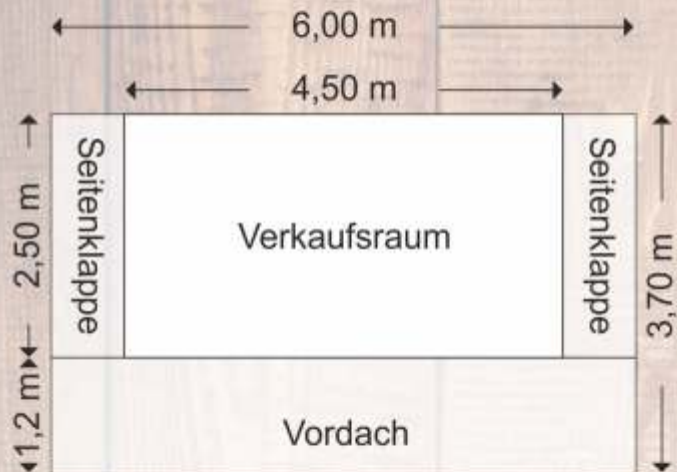 6,00 m
4,50 m
2,50 m
Seitenklappe
Verkaufsraum
Seitenklappe
3,70 m
1,2 m
Vordach